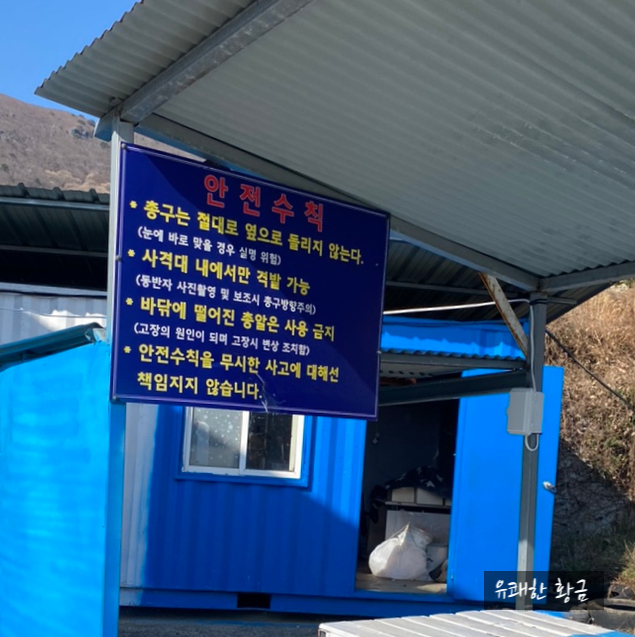 안전수칙
* 총구는 절대로 옆으로 돌리지 않는다.
(눈에 바로 맞을 경우 실명 위험)
* 사격대 내에서만 격발 가능
(동반자 사진촬영 및 보조시 총구방향주의)
* 바닦에 떨어진 총알은 사용 금지
(고장의 원인이 되며 고장시 변상 조치함)
* 안전수칙을 무시한 사고에 대해선
책임지지 않습니다.
유쾌한 황금